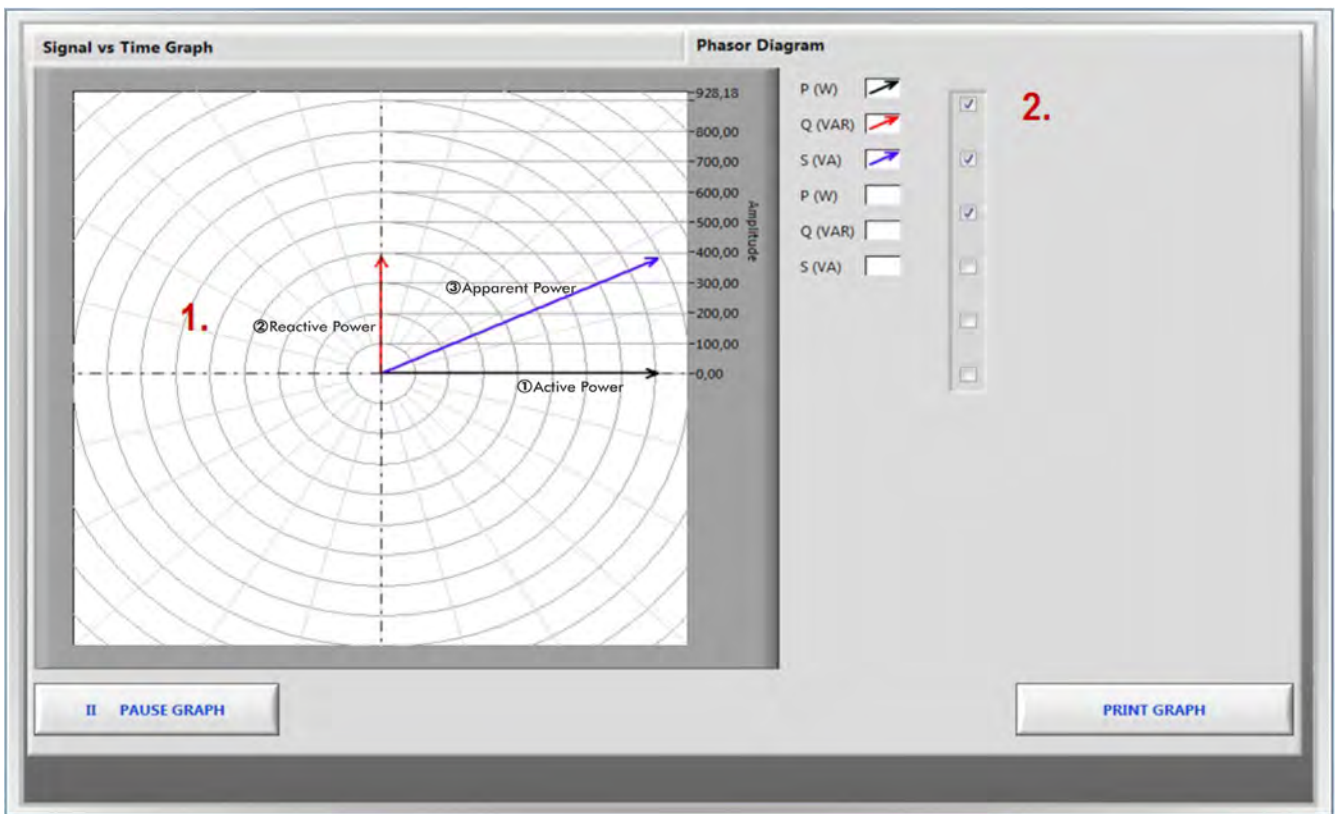 Signal vs Time Graph
Phasor Diagram
928,18
800,00
700,00
600,00
500,00
400,00
300,00
200,00
100,00
0,00
Amplitude
1.
③Apparent Power
②Reactive Power
①Active Power
P (W)
Q (VAR)
S (VA)
P (W)
Q (VAR)
S (VA)
2.
II PAUSE GRAPH
PRINT GRAPH